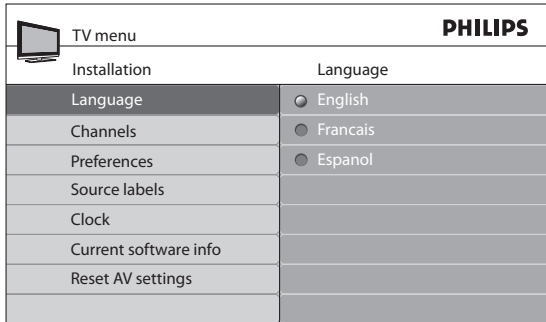 TV menu
PHILIPS
Installation
Language
Language
English
Channels
Francais
Preferences
Espanol
Source labels
Clock
Current software info
Reset AV settings